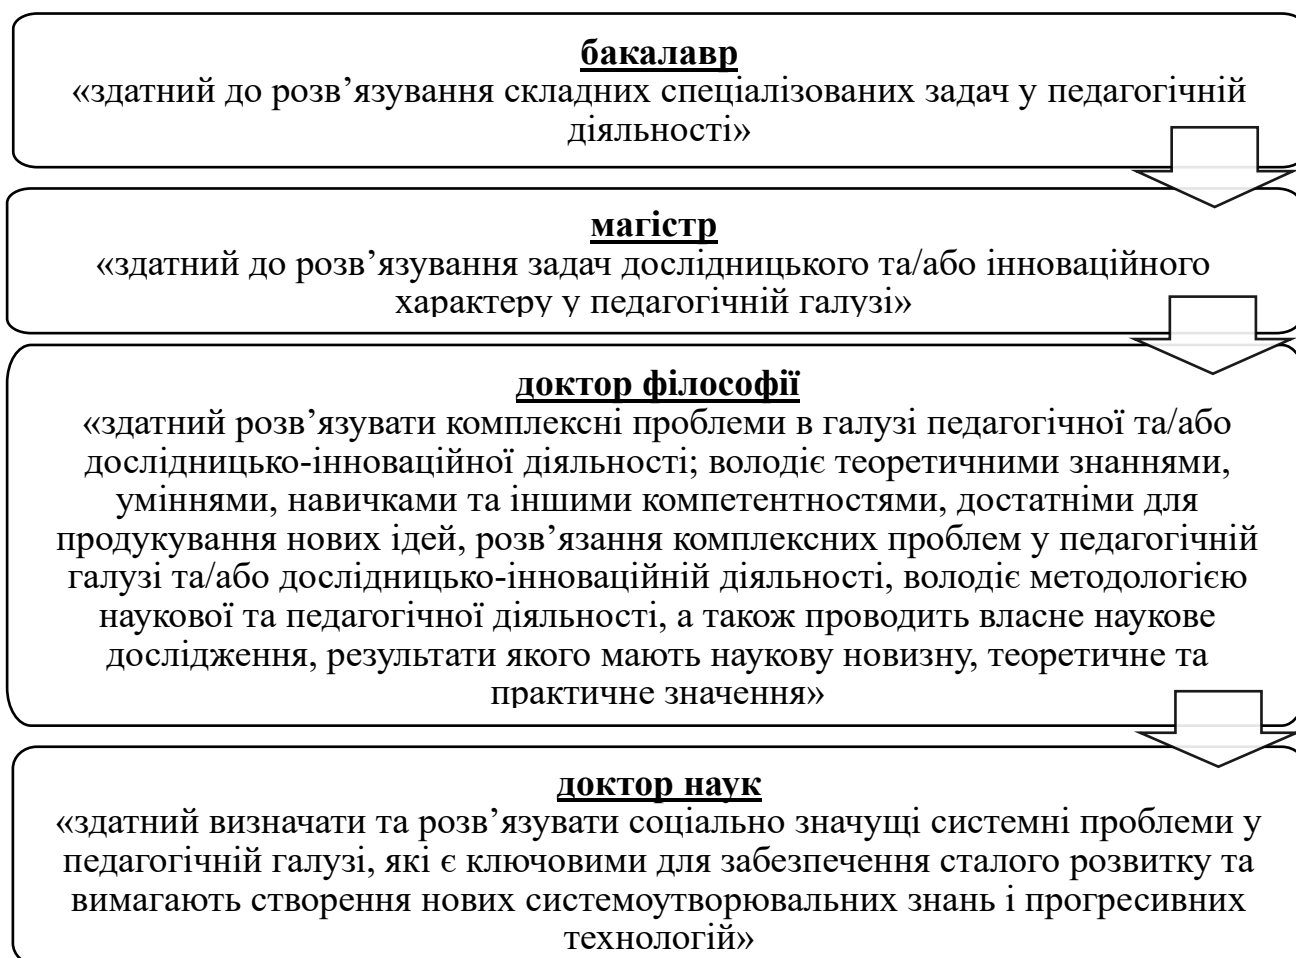 бакалавр
«здатний до розв’язування складних спеціалізованих задач у педагогічній
діяльності»
магістр
«здатний до розв’язування задач дослідницького та/або інноваційного
характеру у педагогічній галузі»
доктор філософії
«здатний розв’язувати комплексні проблеми в галузі педагогічної та/або
дослідницько-інноваційної діяльності; володіє теоретичними знаннями,
уміннями, навичками та іншими компетентностями, достатніми для
продукування нових ідей, розв’язання комплексних проблем у педагогічній
галузі та/або дослідницько-інноваційній діяльності, володіє методологією
наукової та педагогічної діяльності, а також проводить власне наукове
дослідження, результати якого мають наукову новизну, теоретичне та
практичне значення»
доктор наук
«здатний визначати та розв’язувати соціально значущі системні проблеми у
педагогічній галузі, які є ключовими для забезпечення сталого розвитку та
вимагають створення нових системоутворювальних знань і прогресивних
технологій»